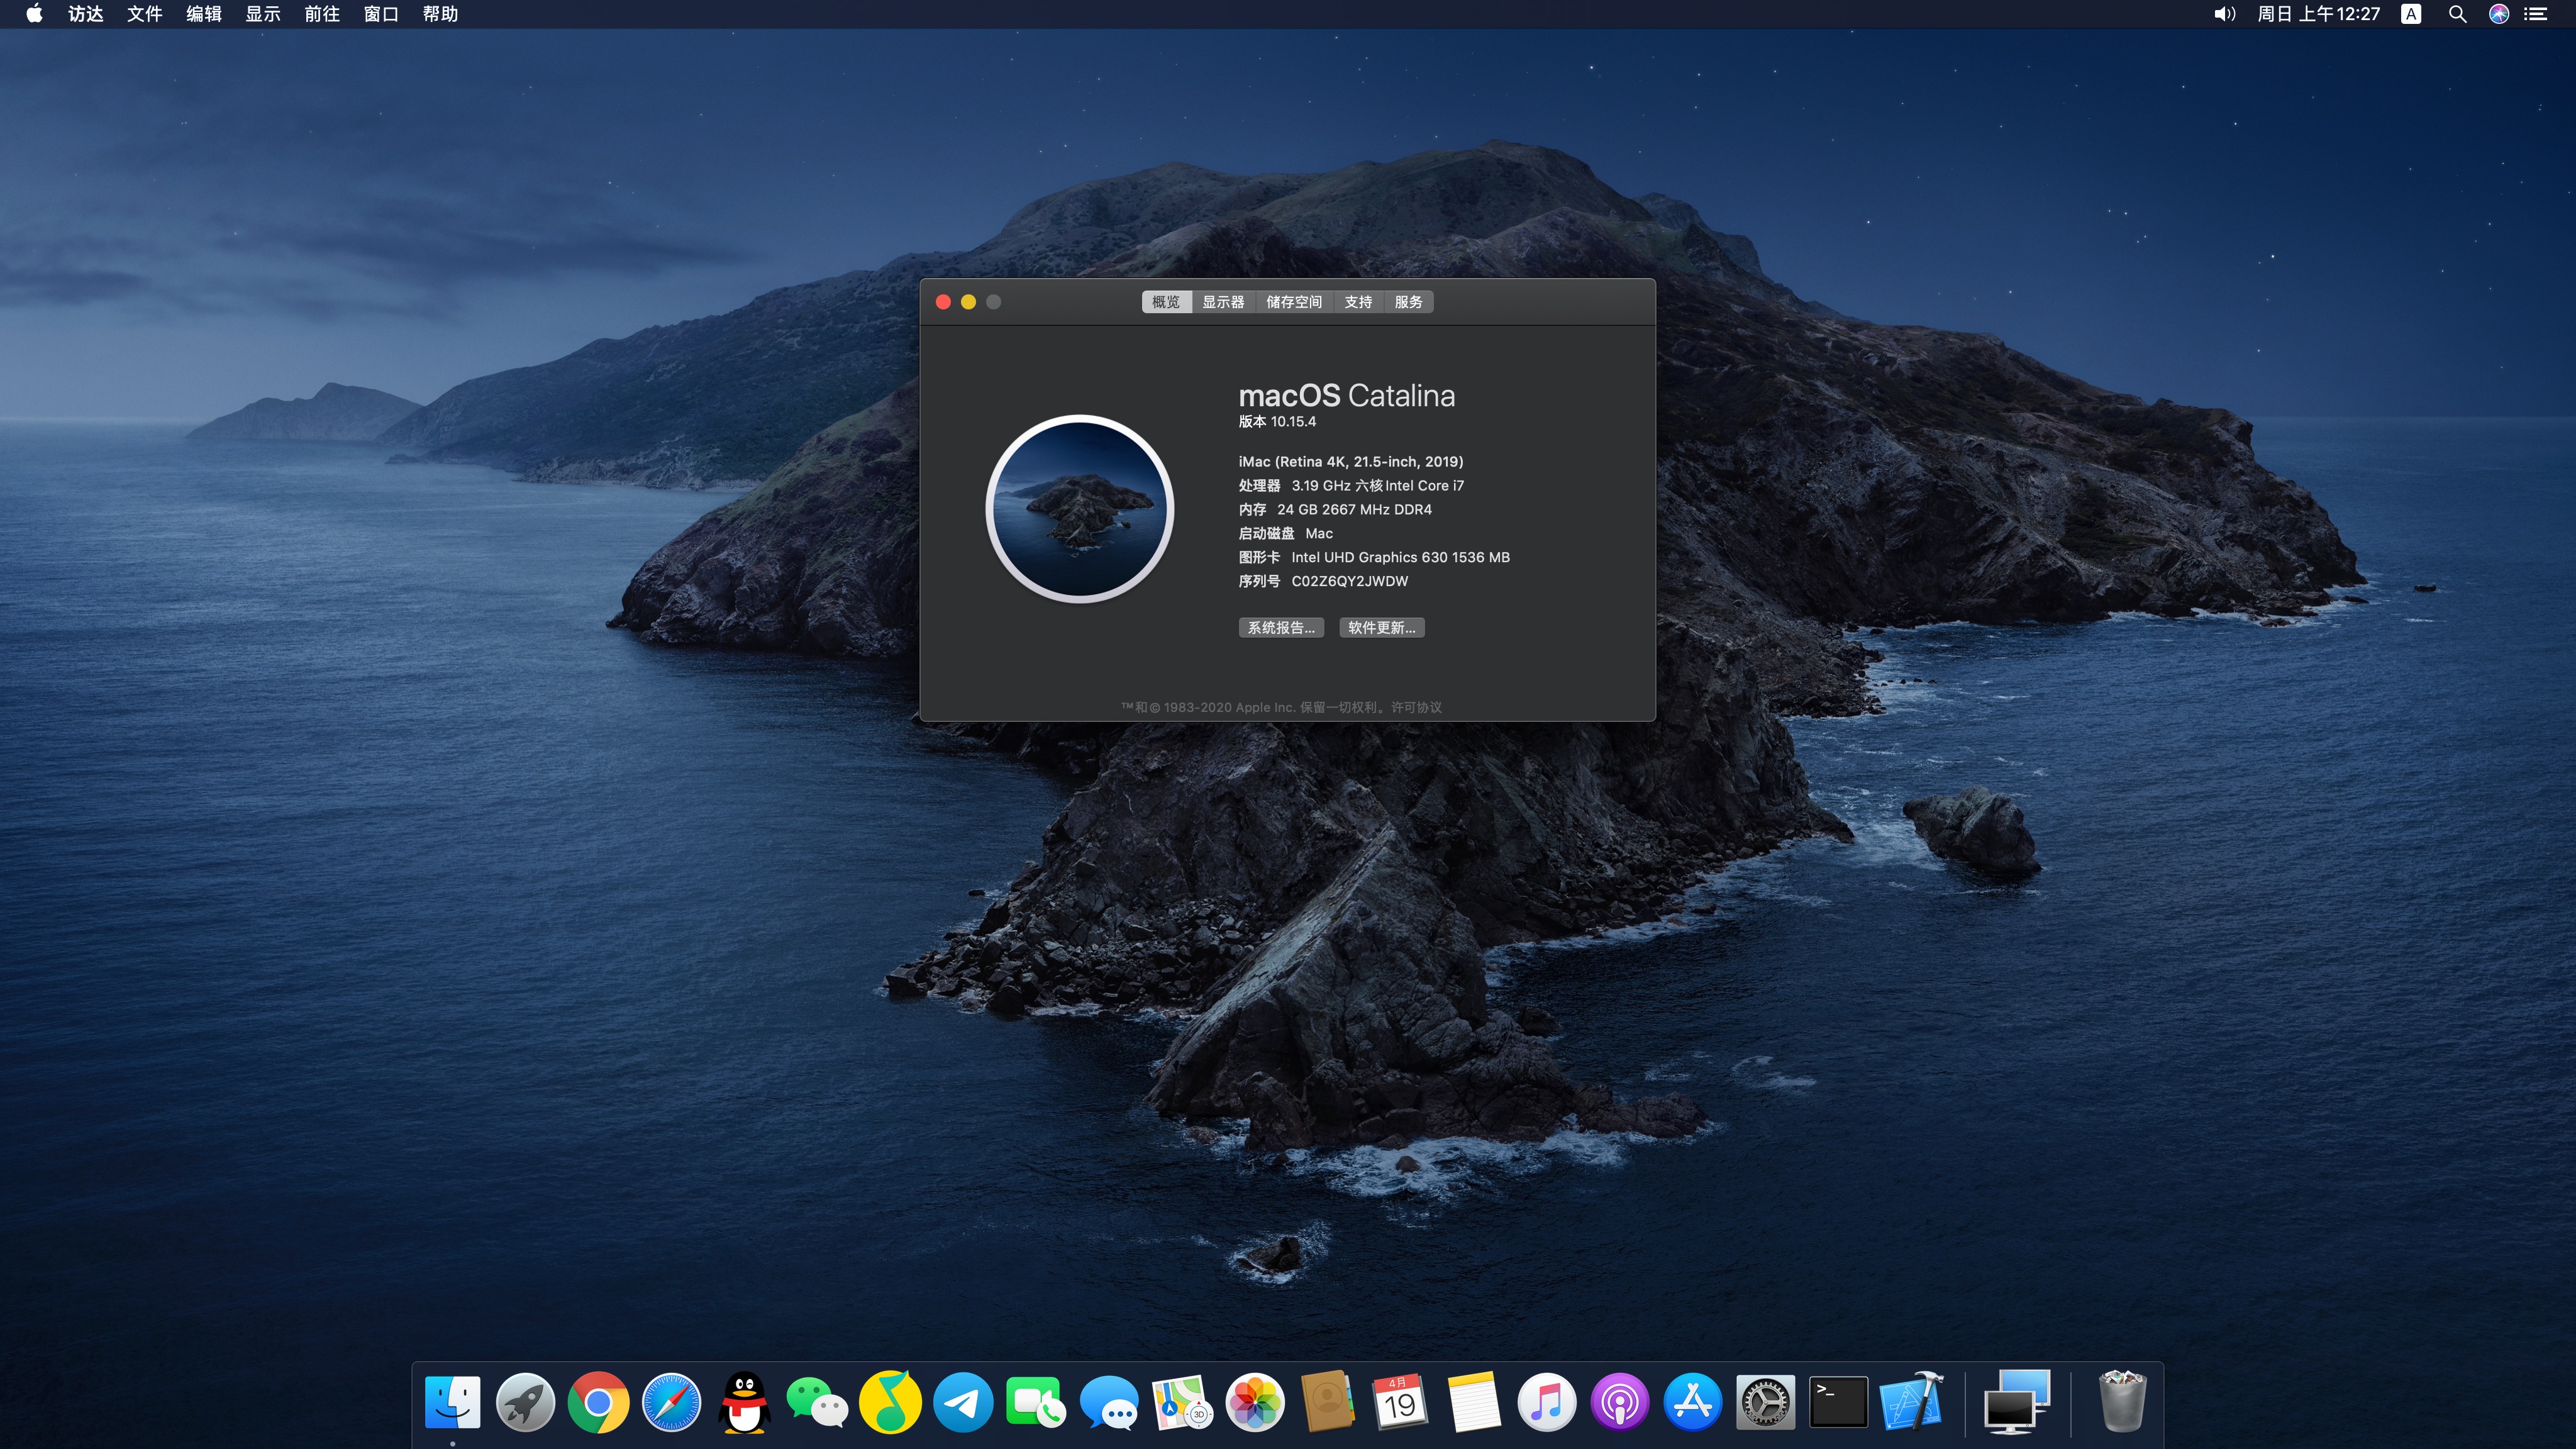 访达 文件 编辑 显示 前往 窗口 帮助 周日 上午12:27 A
概览 显示器 储存空间 支持 服务
macOS Catalina
版本 10.15.4
iMac (Retina 4K, 21.5-inch, 2019)
处理器 3.19 GHz 六核Intel Core i7
内存 24 GB 2667 MHz DDR4
启动磁盘 Mac
图形卡 Intel UHD Graphics 630 1536 MB
序列号 C02Z6QY2JWDW
系统报告... 软件更新...
™和© 1983-2020 Apple Inc. 保留一切权利。许可协议
3D
4月
19
>_